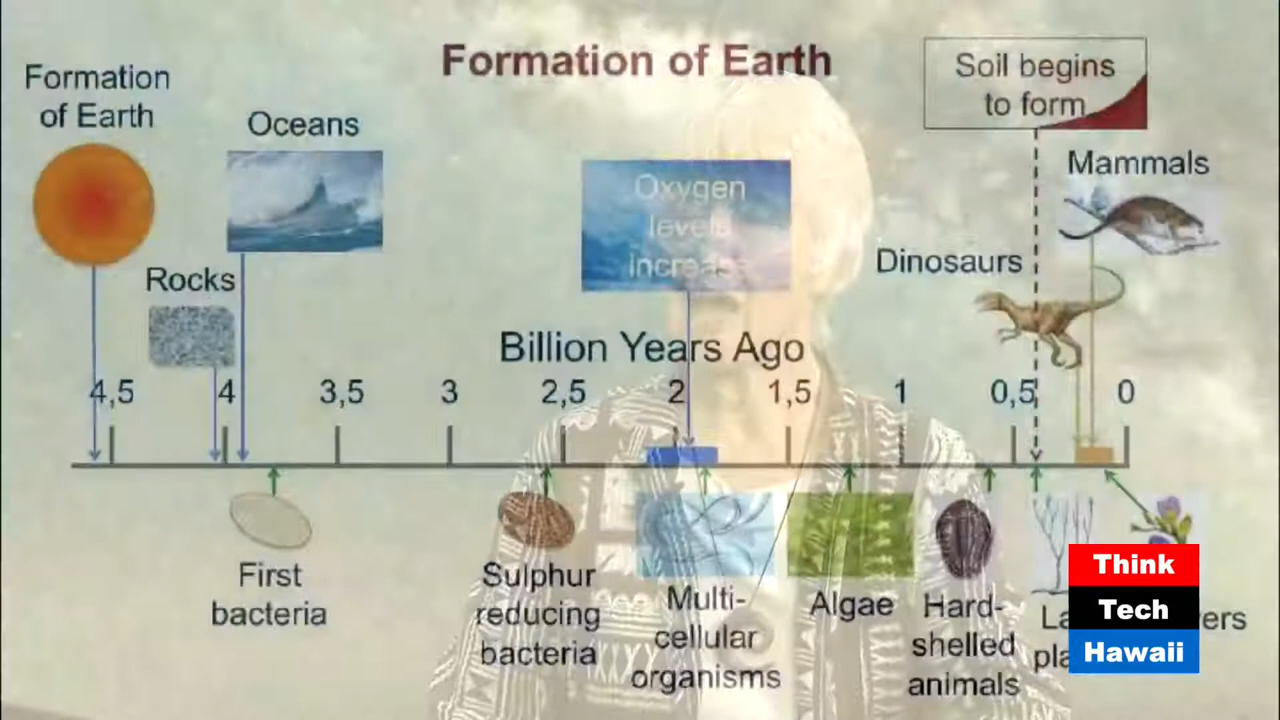 Formation of Earth
Formation
of Earth
Oceans
Rocks
Oxygen
levels
increase
Soil begins
to form
Mammals
Dinosaurs
Billion Years Ago
4,5 4 3,5 3 2,5 2 1,5 1 0,5 0
First
bacteria
Sulphur
reducing
bacteria
Multi-
cellular
organisms
Algae
Hard-
shelled
animals
Think
Tech
Hawaii